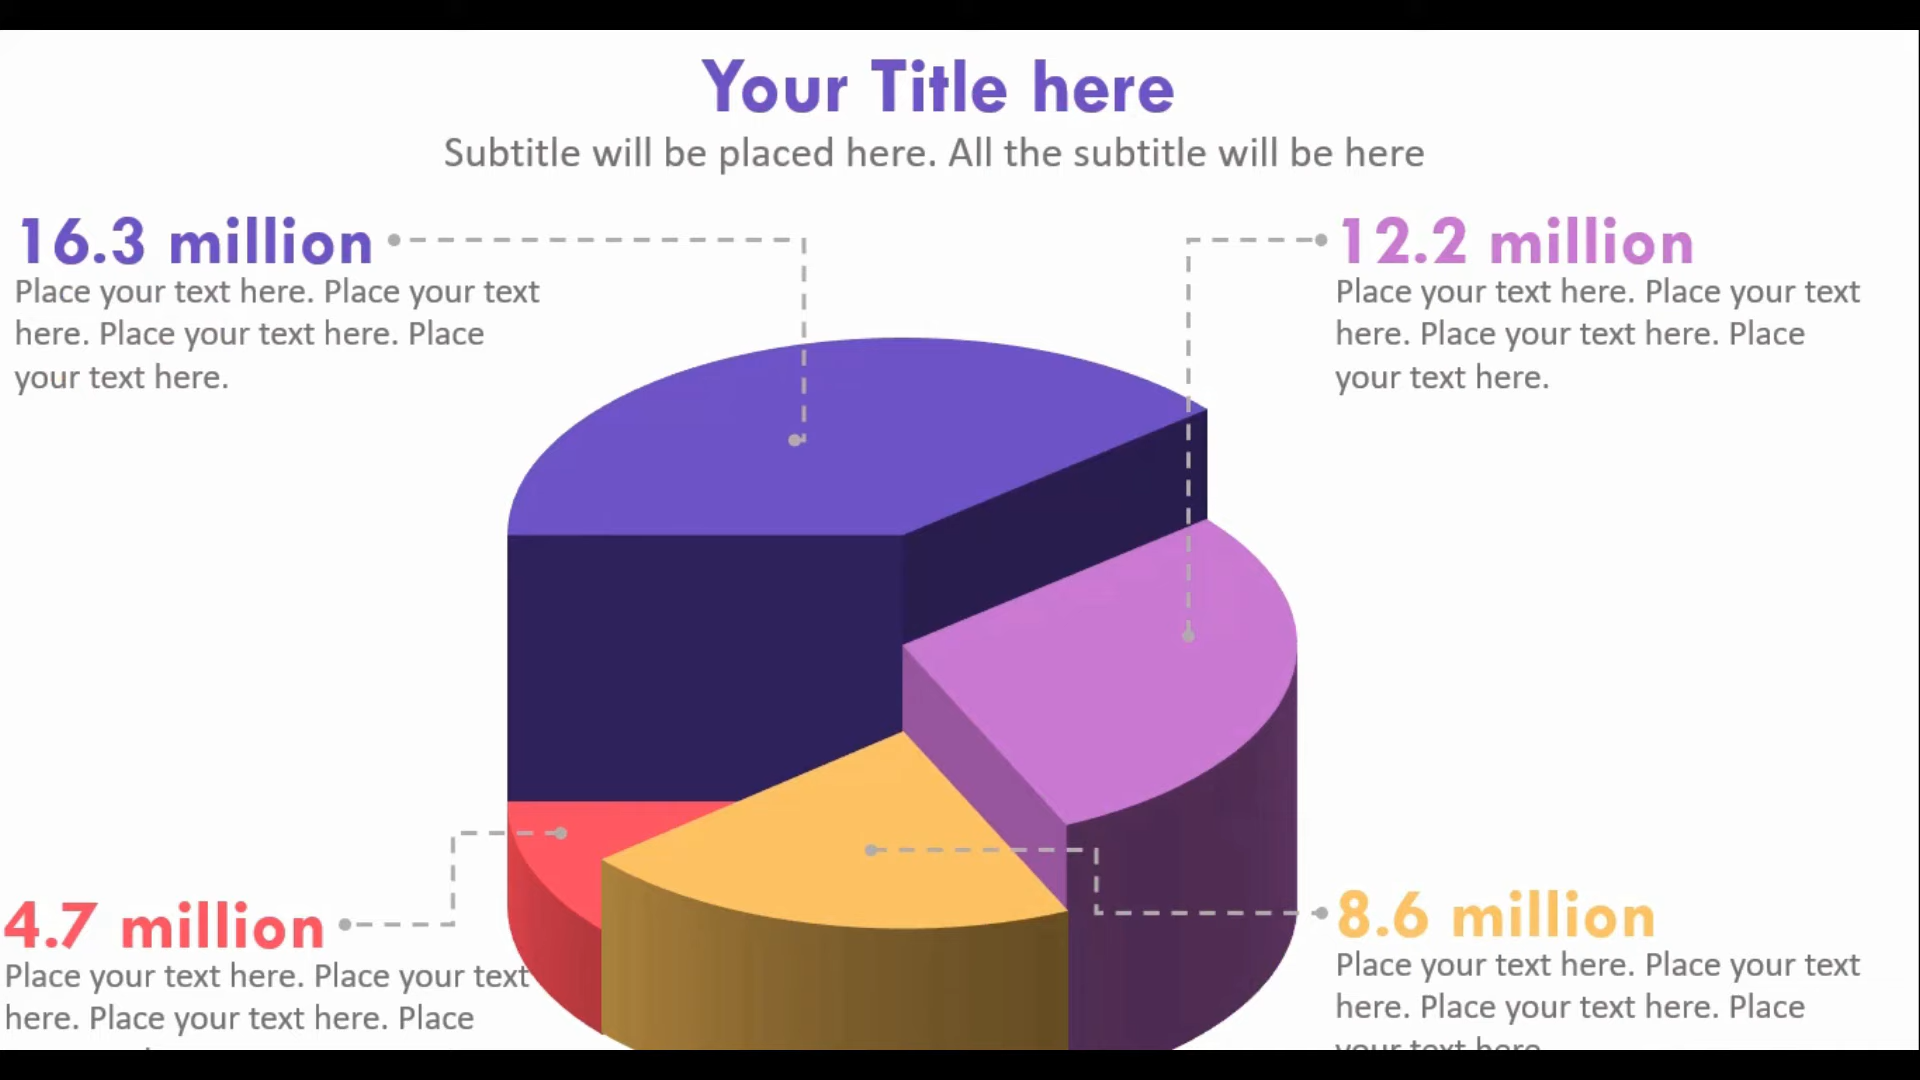 Your Title here
Subtitle will be placed here. All the subtitle will be here
16.3 million
Place your text here. Place your text
here. Place your text here. Place
your text here.
12.2 million
Place your text here. Place your text
here. Place your text here. Place
your text here.
4.7 million
Place your text here. Place your text
here. Place your text here. Place
8.6 million
Place your text here. Place your text
here. Place your text here. Place
your text here.